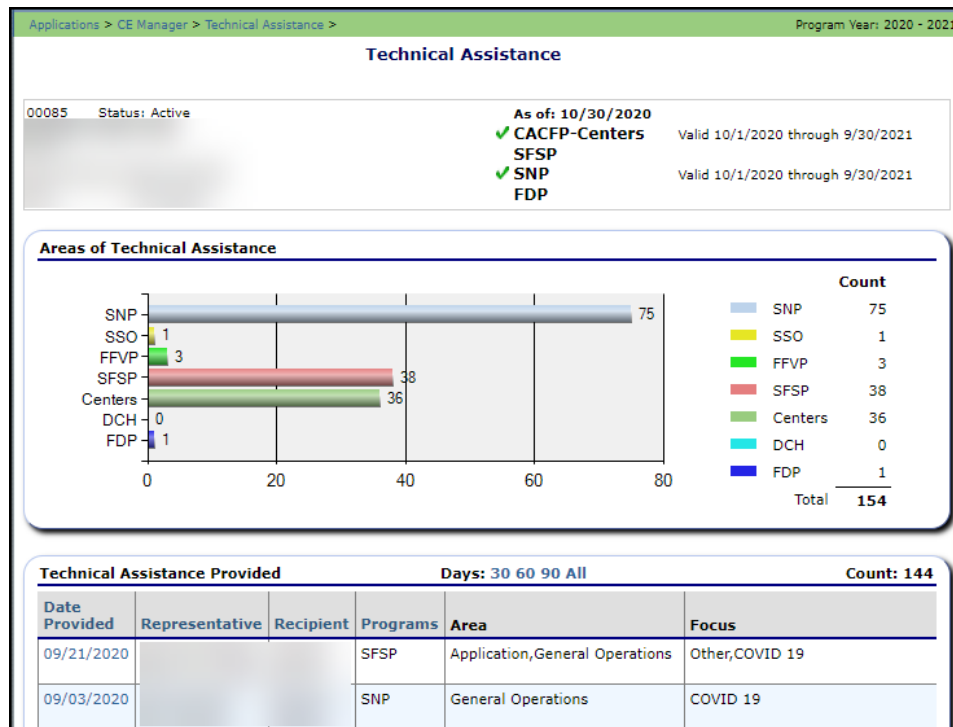 Applications > CE Manager > Technical Assistance >
Program Year: 2020 - 2021
Technical Assistance
00085 Status: Active
As of: 10/30/2020
CACFP-Centers Valid 10/1/2020 through 9/30/2021
SFSP
SNP Valid 10/1/2020 through 9/30/2021
FDP
Areas of Technical Assistance
SNP 75
SSO 1
FFVP 3
SFSP 38
Centers 36
DCH 0
FDP 1
0 20 40 60 80
Count
SNP 75
SSO 1
FFVP 3
SFSP 38
Centers 36
DCH 0
FDP 1
Total 154
Technical Assistance Provided Days: 30 60 90 All Count: 144
Date Provided Representative Recipient Programs Area Focus
09/21/2020 SFSP Application,General Operations Other,COVID 19
09/03/2020 SNP General Operations COVID 19